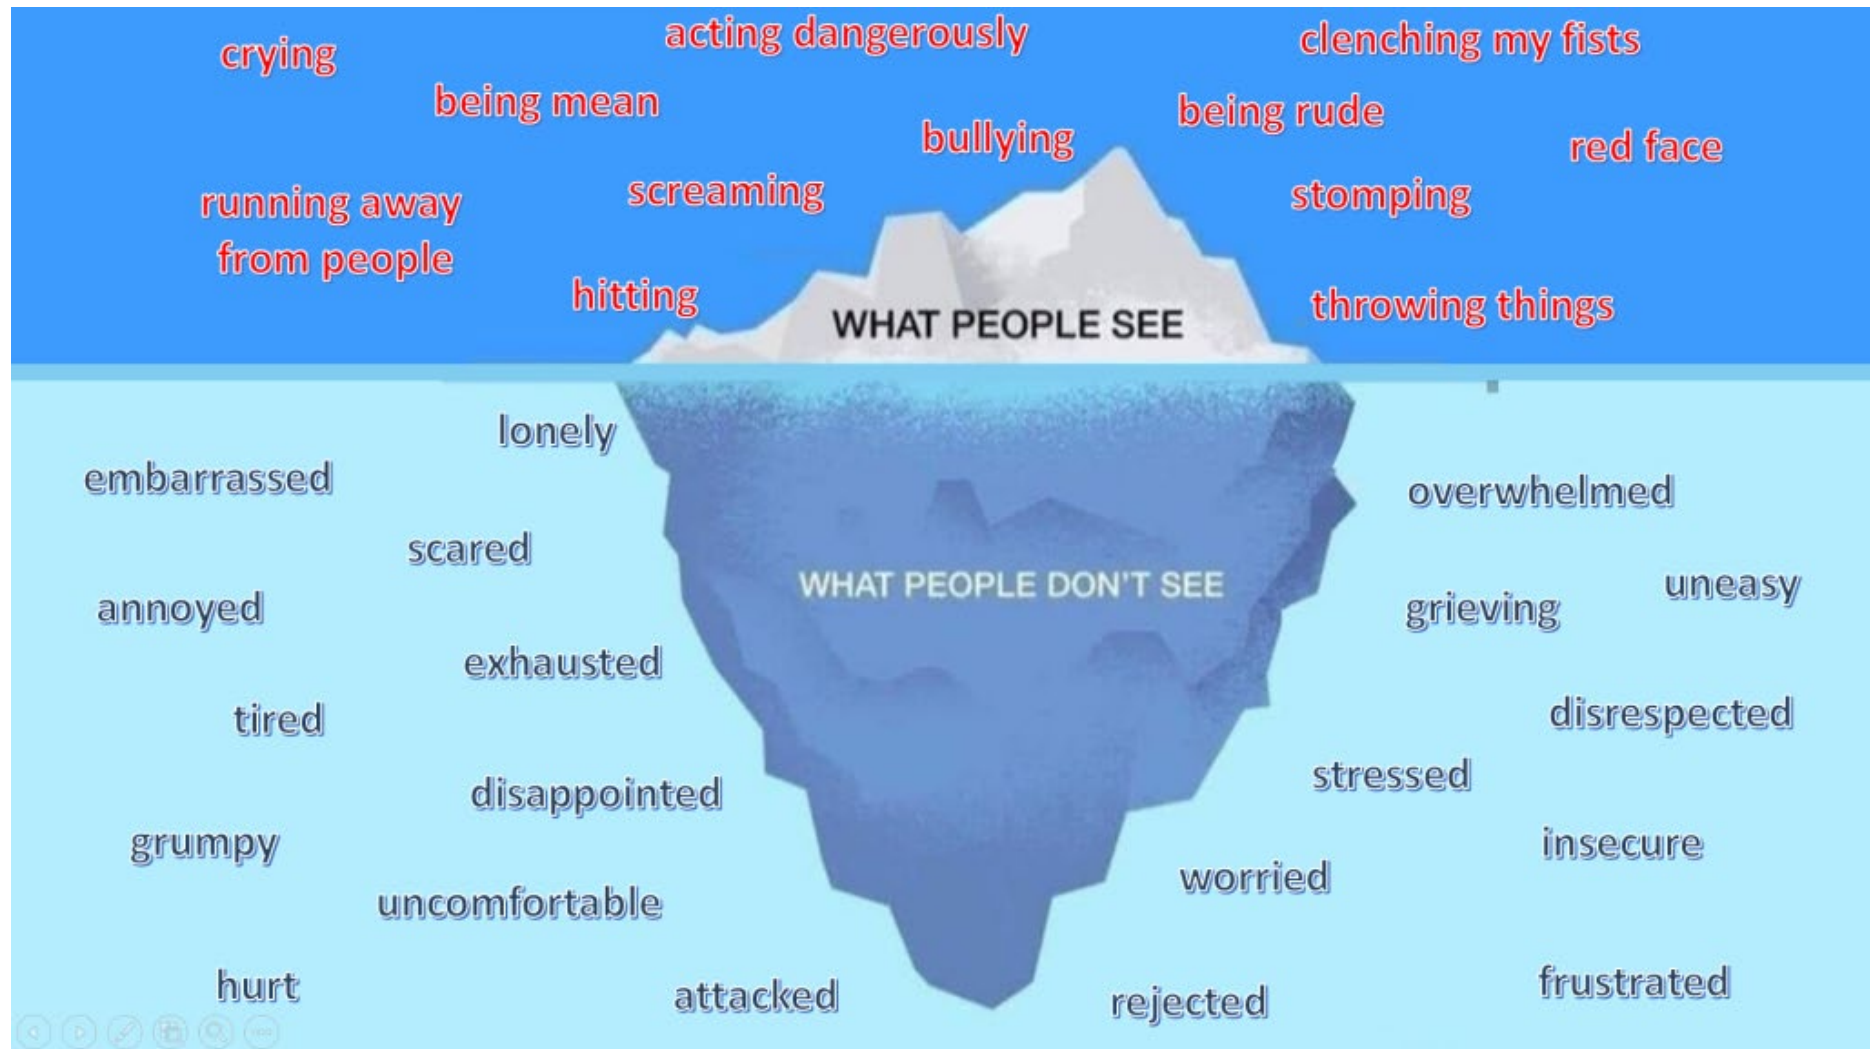 acting dangerously
clenching my fists
crying
being mean
being rude
bullying
red face
screaming
stomping
running away
from people
hitting
throwing things
WHAT PEOPLE SEE
lonely
embarrassed
overwhelmed
scared
uneasy
annoyed
WHAT PEOPLE DON'T SEE
grieving
exhausted
tired
disrespected
stressed
disappointed
grumpy
insecure
worried
uncomfortable
hurt
attacked
rejected
frustrated